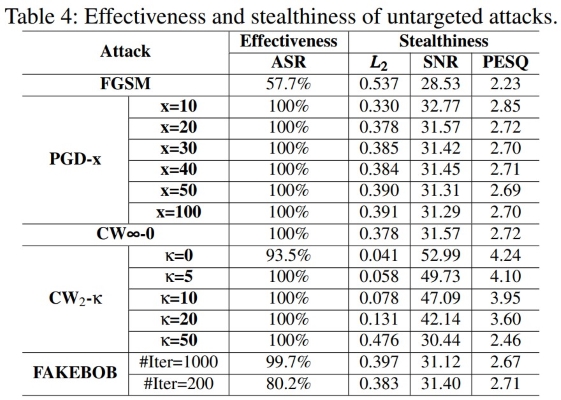 Table 4: Effectiveness and stealthiness of untargeted attacks.
Attack Effectiveness Stealthiness
ASR L₂ SNR PESQ
FGSM 57.7% 0.537 28.53 2.23
PGD-x x=10 100% 0.330 32.77 2.85
x=20 100% 0.378 31.57 2.72
x=30 100% 0.385 31.42 2.70
x=40 100% 0.384 31.45 2.71
x=50 100% 0.390 31.31 2.69
x=100 100% 0.391 31.29 2.70
CW∞-0 100% 0.378 31.57 2.72
CW₂-κ κ=0 93.5% 0.041 52.99 4.24
κ=5 100% 0.058 49.73 4.10
κ=10 100% 0.078 47.09 3.95
κ=20 100% 0.131 42.14 3.60
κ=50 100% 0.476 30.44 2.46
FAKEBOB #Iter=1000 99.7% 0.397 31.12 2.67
#Iter=200 80.2% 0.383 31.40 2.71